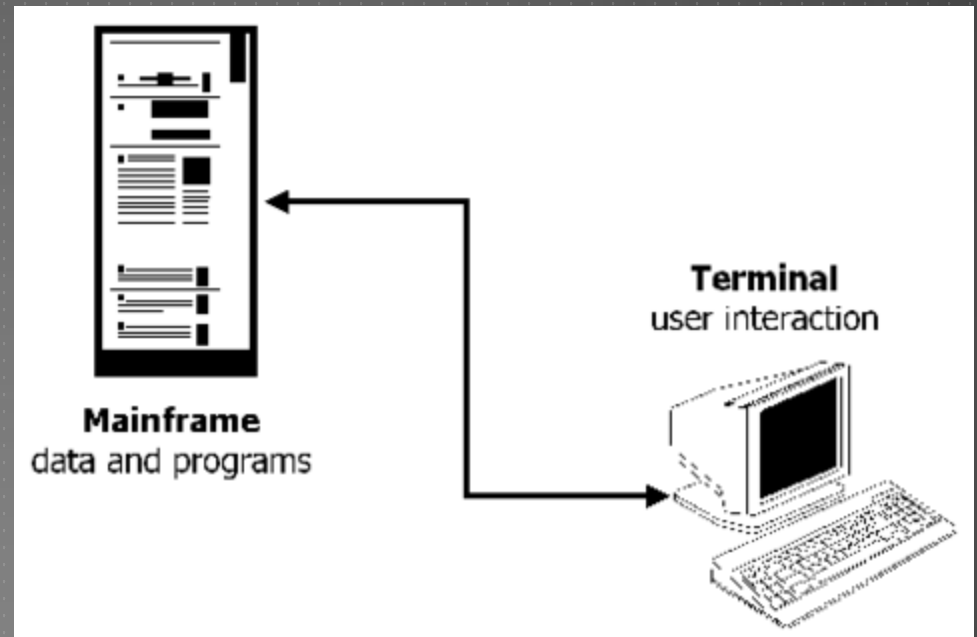 Mainframe
data and programs
Terminal
user interaction